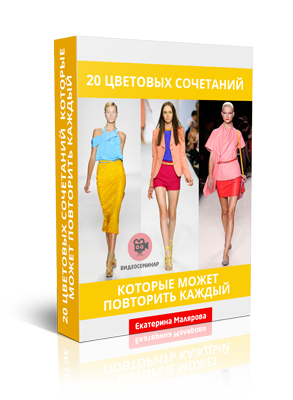 20 ЦВЕТОВЫХ СОЧЕТАНИЙ
ВИДЕОСЕМИНАР
КОТОРЫЕ МОЖЕТ
ПОВТОРИТЬ КАЖДЫЙ
Екатерина Малярова
20 ЦВЕТОВЫХ СОЧЕТАНИЙ КОТОРЫЕ
МОЖЕТ ПОВТОРИТЬ КАЖДЫЙ